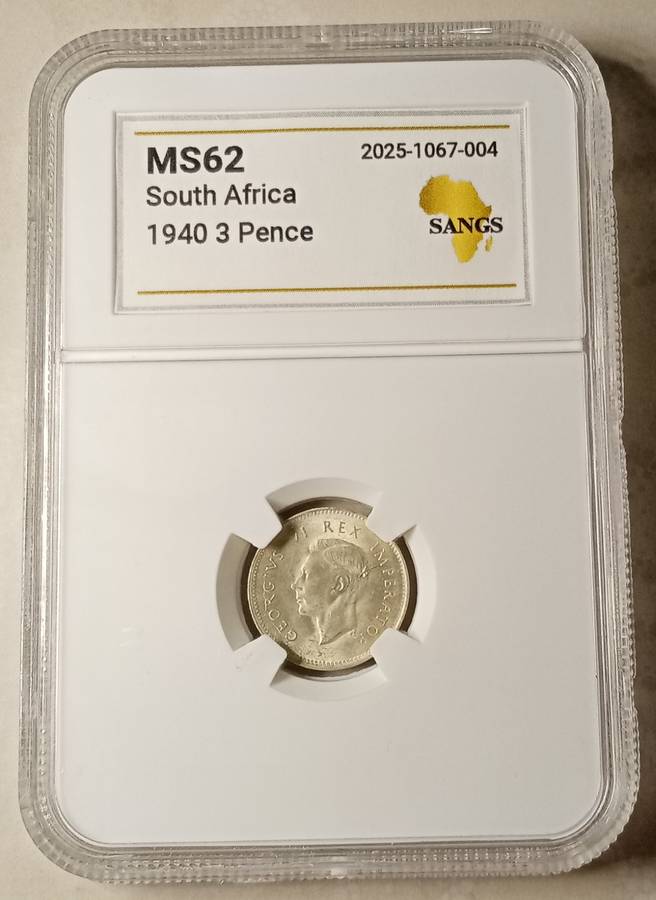 MS62
2025-1067-004
South Africa
1940 3 Pence
SANGS
GEORGIVS VI REX IMPERATOR